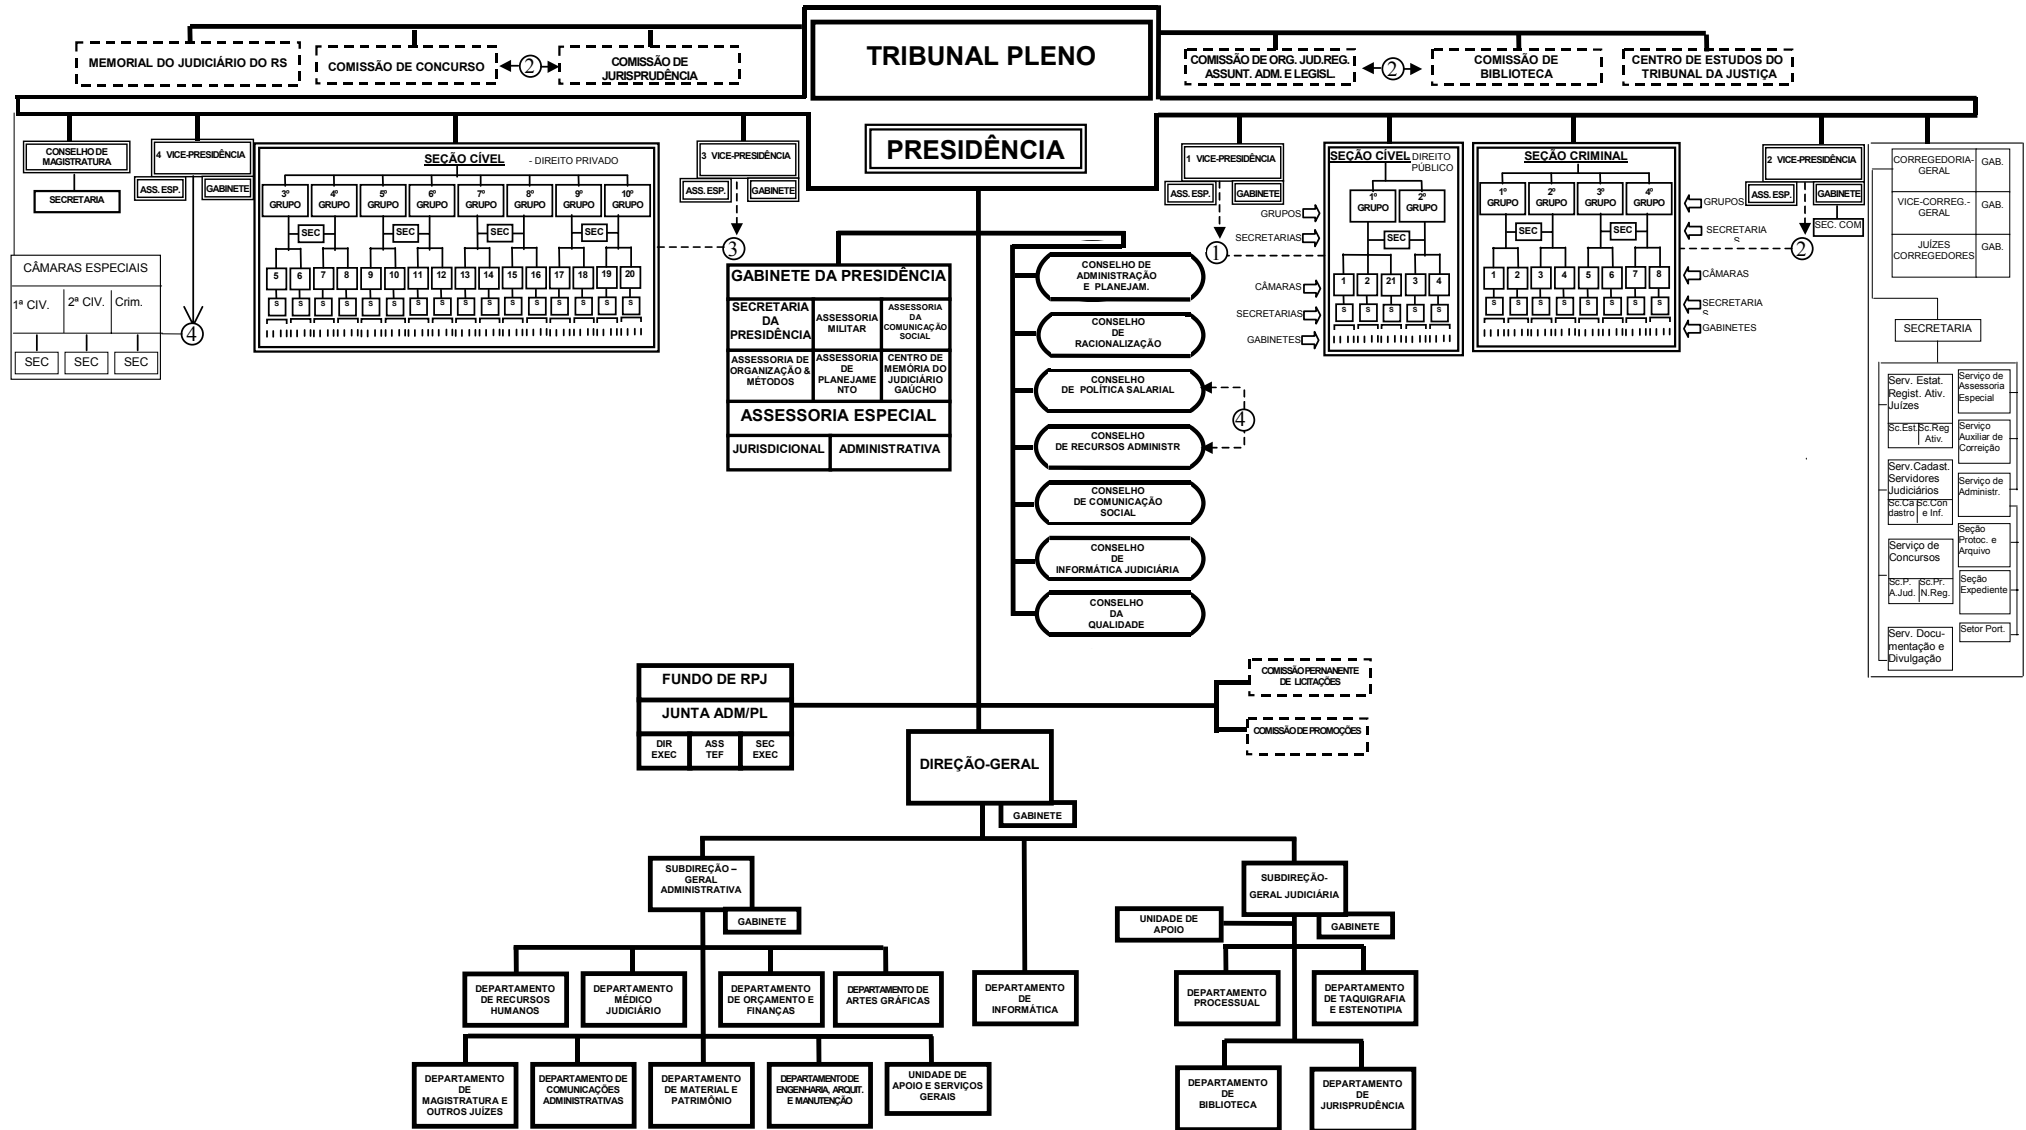 TRIBUNAL PLENO
MEMORIAL DO JUDICIÁRIO DO RS
COMISSÃO DE CONCURSO
2
COMISSÃO DE
JURISPRUDÊNCIA
COMISSÃO DE ORG. JUD.REG.
ASSUNT. ADM. E LEGISL.
2
COMISSÃO DE
BIBLIOTECA
CENTRO DE ESTUDOS DO
TRIBUNAL DA JUSTIÇA
PRESIDÊNCIA
CONSELHO DE
MAGISTRATURA
SECRETARIA
4 VICE-PRESIDÊNCIA
ASS. ESP.
GABINETE
CÂMARAS ESPECIAIS
1ª CIV.
2ª CIV.
Crim.
SEC
SEC
SEC
4
SEÇÃO CÍVEL - DIREITO PRIVADO
3º
GRUPO
4º
GRUPO
5º
GRUPO
6º
GRUPO
7º
GRUPO
8º
GRUPO
9º
GRUPO
10º
GRUPO
SEC
SEC
SEC
SEC
5 6 7 8 9 10 11 12 13 14 15 16 17 18 19 20
S S S S S S S S S S S S S S S S
3 VICE-PRESIDÊNCIA
ASS. ESP.
GABINETE
3
GABINETE DA PRESIDÊNCIA
SECRETARIA
DA
PRESIDÊNCIA
ASSESSORIA
MILITAR
ASSESSORIA
DA
COMUNICAÇÃO
SOCIAL
ASSESSORIA DE
ORGANIZAÇÃO &
MÉTODOS
ASSESSORIA
DE
PLANEJAME
NTO
CENTRO DE
MEMÓRIA DO
JUDICIÁRIO
GAÚCHO
ASSESSORIA ESPECIAL
JURISDICIONAL
ADMINISTRATIVA
CONSELHO DE
ADMINISTRAÇÃO
E PLANEJAM.
CONSELHO
DE
RACIONALIZAÇÃO
CONSELHO
DE POLÍTICA SALARIAL
4
CONSELHO
DE RECURSOS ADMINISTR
CONSELHO
DE COMUNICAÇÃO
SOCIAL
CONSELHO
DE
INFORMÁTICA JUDICIÁRIA
CONSELHO
DA
QUALIDADE
1 VICE-PRESIDÊNCIA
ASS. ESP.
GABINETE
1
GRUPOS
SECRETARIAS
CÂMARAS
SECRETARIAS
GABINETES
SEÇÃO CÍVEL DIREITO
PÚBLICO
1º
GRUPO
2º
GRUPO
SEC
1 2 21 3 4
S S S S S
SEÇÃO CRIMINAL
1º
GRUPO
2º
GRUPO
3º
GRUPO
4º
GRUPO
SEC
SEC
1 2 3 4 5 6 7 8
S S S S S S S S
GRUPOS
SECRETARIA
S
CÂMARAS
SECRETARIA
S
GABINETES
2 VICE-PRESIDÊNCIA
ASS. ESP.
GABINETE
SEC. COM
2
CORREGEDORIA-
GERAL
GAB.
VICE-CORREG.-
GERAL
GAB.
JUÍZES
CORREGEDORES
GAB.
SECRETARIA
Serv. Estat.
Regist. Ativ.
Juízes
Sc.Est.
Sc.Reg
Ativ.
Serv.Cadast.
Servidores
Judiciários
Sc.Ca
dastro
Sc.Con
e Inf.
Serviço de
Concursos
Sc.P.
A.Jud.
Sc.Pr.
N.Reg.
Serv. Docu-
mentação e
Divulgação
Serviço de
Assessoria
Especial
Serviço
Auxiliar de
Correição
Serviço de
Administr.
Seção
Protoc. e
Arquivo
Seção
Expediente
Setor Port.
FUNDO DE RPJ
JUNTA ADM/PL
DIR
EXEC
ASS
TEF
SEC
EXEC
COMISSÃO PERMANENTE
DE LICITAÇÕES
COMISSÃO DE PROMOÇÕES
DIREÇÃO-GERAL
GABINETE
SUBDIREÇÃO –
GERAL
ADMINISTRATIVA
GABINETE
SUBDIREÇÃO-
GERAL JUDICIÁRIA
GABINETE
UNIDADE DE
APOIO
DEPARTAMENTO
DE RECURSOS
HUMANOS
DEPARTAMENTO
MÉDICO
JUDICIÁRIO
DEPARTAMENTO
DE ORÇAMENTO E
FINANÇAS
DEPARTAMENTO DE
ARTES GRÁFICAS
DEPARTAMENTO
DE
INFORMÁTICA
DEPARTAMENTO
PROCESSUAL
DEPARTAMENTO
DE TAQUIGRAFIA
E ESTENOTIPIA
DEPARTAMENTO
DE
MAGISTRATURA E
OUTROS JUÍZES
DEPARTAMENTO DE
COMUNICAÇÕES
ADMINISTRATIVAS
DEPARTAMENTO
DE MATERIAL E
PATRIMÔNIO
DEPARTAMENTO DE
ENGENHARIA, ARQUIT.
E MANUTENÇÃO
UNIDADE DE
APOIO E SERVIÇOS
GERAIS
DEPARTAMENTO
DE
BIBLIOTECA
DEPARTAMENTO
DE
JURISPRUDÊNCIA